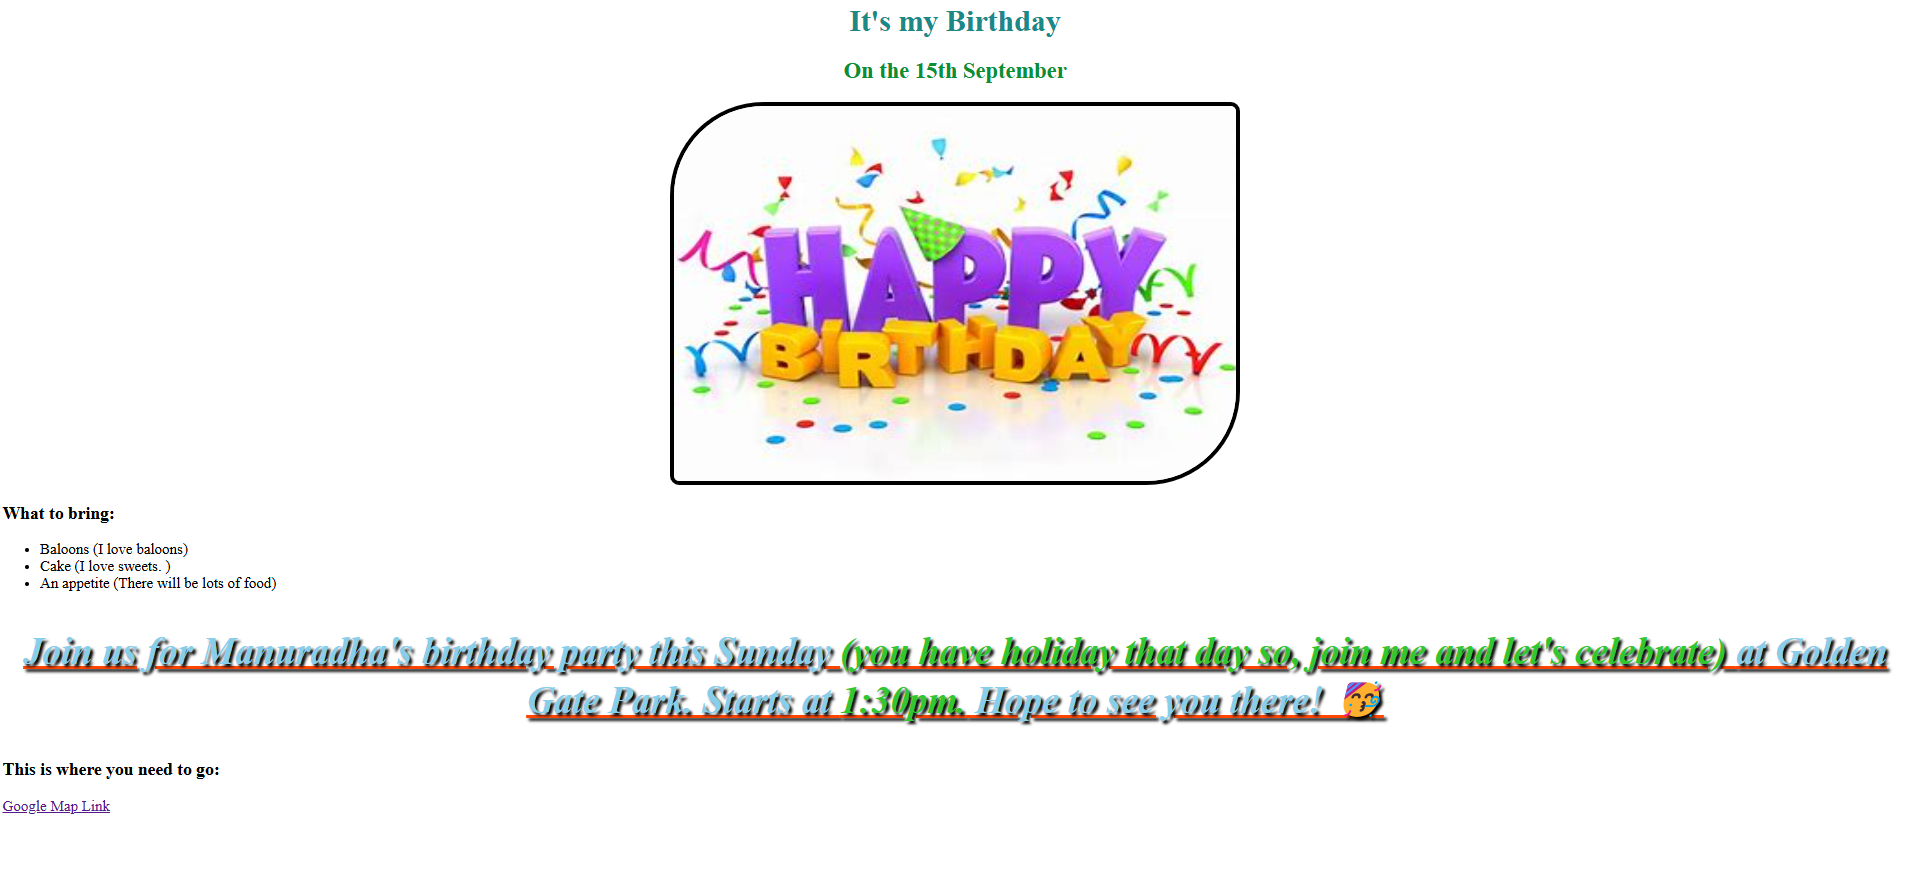 It's my Birthday
On the 15th September
HAPPY
BIRTHDAY
What to bring:
Baloons (I love baloons)
Cake (I love sweets. )
An appetite (There will be lots of food)
Join us for Manuradha's birthday party this Sunday (you have holiday that day so, join me and let's celebrate) at Golden
Gate Park. Starts at 1:30pm. Hope to see you there! 🥳
This is where you need to go:
Google Map Link